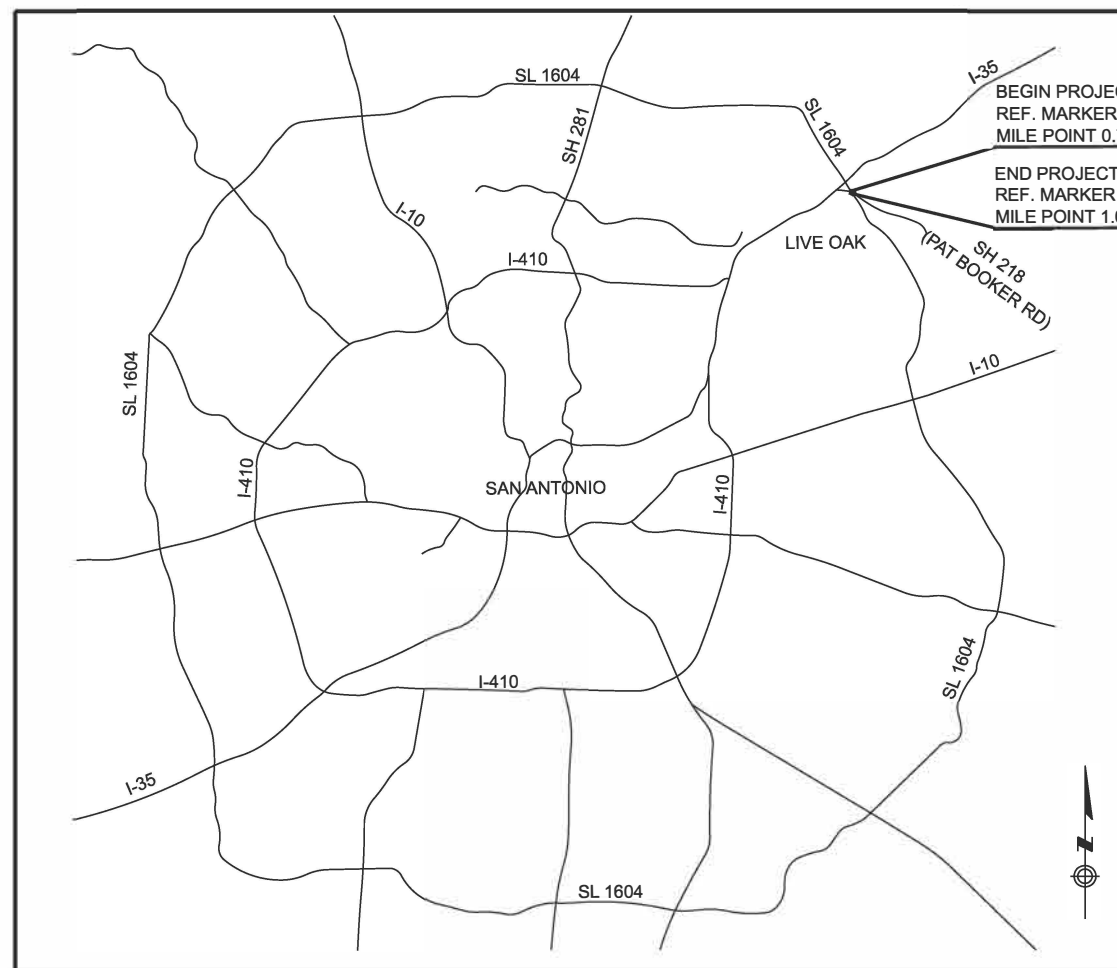 SL 1604
I-35
BEGIN PROJEC
REF. MARKER
MILE POINT 0.
SL 1604
SH 281
END PROJECT
REF. MARKER
MILE POINT 1.
I-10
LIVE OAK
SH 218
(PAT BOOKER RD)
I-410
SL 1604
I-10
I-410
SAN ANTONIO
I-410
SL 1604
I-410
I-35
SL 1604
N